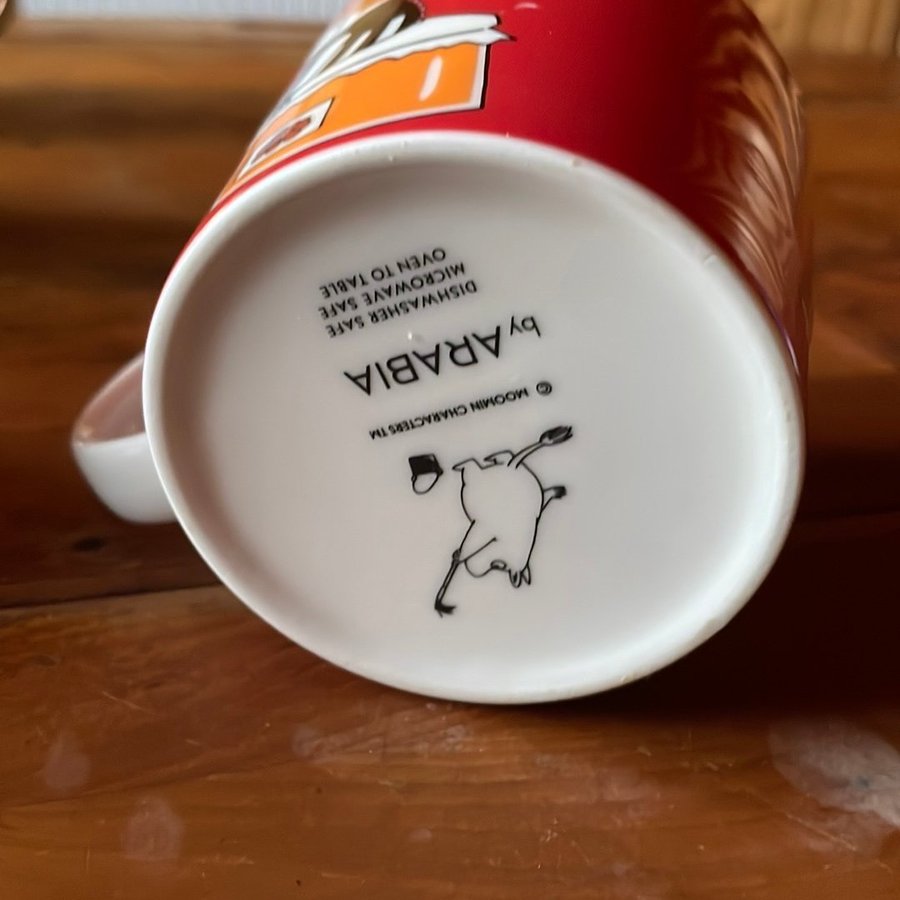 © MOOMIN CHARACTERS TM
by ARABIA
DISHWASHER SAFE
MICROWAVE SAFE
OVEN TO TABLE